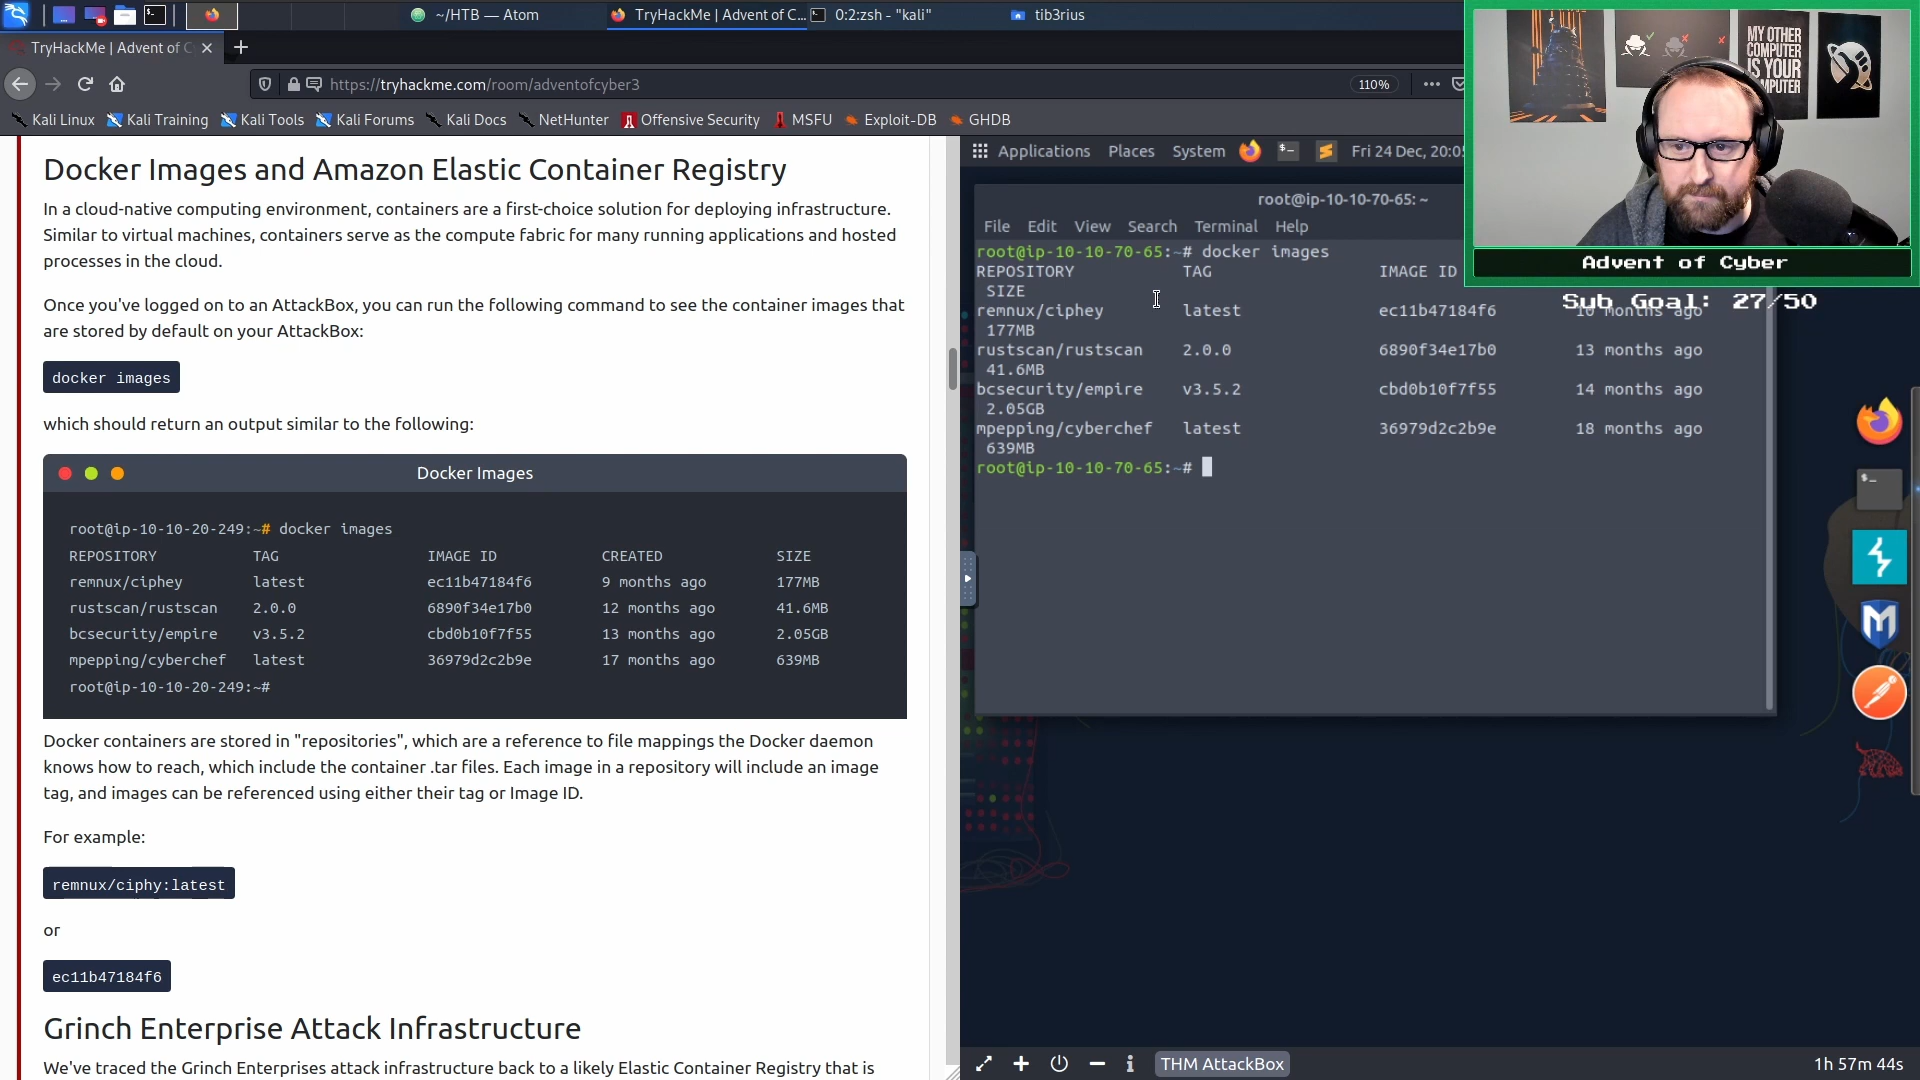 ~/HTB — Atom
TryHackMe | Advent of C...
0:2:zsh - "kali"
tib3rius
TryHackMe | Advent of C
https://tryhackme.com/room/adventofcyber3
110%
Kali Linux
Kali Training
Kali Tools
Kali Forums
Kali Docs
NetHunter
Offensive Security
MSFU
Exploit-DB
GHDB
Docker Images and Amazon Elastic Container Registry
In a cloud-native computing environment, containers are a first-choice solution for deploying infrastructure.
Similar to virtual machines, containers serve as the compute fabric for many running applications and hosted
processes in the cloud.
Once you've logged on to an AttackBox, you can run the following command to see the container images that
are stored by default on your AttackBox:
docker images
which should return an output similar to the following:
Docker Images
root@ip-10-10-20-249:~# docker images
REPOSITORY TAG IMAGE ID CREATED SIZE
remnux/ciphey latest ec11b47184f6 9 months ago 177MB
rustscan/rustscan 2.0.0 6890f34e17b0 12 months ago 41.6MB
bcsecurity/empire v3.5.2 cbd0b10f7f55 13 months ago 2.05GB
mpepping/cyberchef latest 36979d2c2b9e 17 months ago 639MB
root@ip-10-10-20-249:~#
Docker containers are stored in "repositories", which are a reference to file mappings the Docker daemon
knows how to reach, which include the container .tar files. Each image in a repository will include an image
tag, and images can be referenced using either their tag or Image ID.
For example:
remnux/ciphy:latest
or
ec11b47184f6
Grinch Enterprise Attack Infrastructure
We've traced the Grinch Enterprises attack infrastructure back to a likely Elastic Container Registry that is
Applications Places System Fri 24 Dec, 20:05
root@ip-10-10-70-65: ~
File Edit View Search Terminal Help
root@ip-10-10-70-65:~# docker images
REPOSITORY TAG IMAGE ID
SIZE
remnux/ciphey latest ec11b47184f6 10 months ago
177MB
rustscan/rustscan 2.0.0 6890f34e17b0 13 months ago
41.6MB
bcsecurity/empire v3.5.2 cbd0b10f7f55 14 months ago
2.05GB
mpepping/cyberchef latest 36979d2c2b9e 18 months ago
639MB
root@ip-10-10-70-65:~#
MY OTHER
COMPUTER
IS YOUR
COMPUTER
Advent of Cyber
Sub Goal: 27/50
THM AttackBox
1h 57m 44s